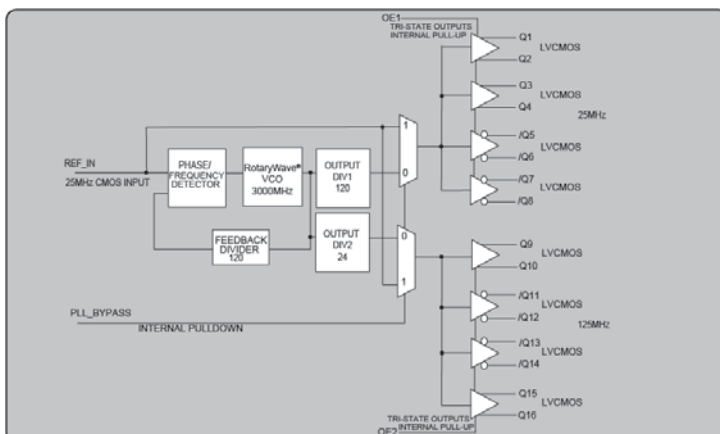 OE1
TRI-STATE OUTPUTS
INTERNAL PULL-UP
Q1
LVCMOS
Q2
Q3
LVCMOS
Q4
25MHz
/Q5
LVCMOS
/Q6
/Q7
LVCMOS
/Q8
1
0
REF_IN
25MHz CMOS INPUT
PHASE/
FREQUENCY
DETECTOR
RotaryWave®
VCO
3000MHz
OUTPUT
DIV1
120
FEEDBACK
DIVIDER
120
OUTPUT
DIV2
24
0
1
Q9
LVCMOS
Q10
/Q11
LVCMOS
/Q12
125MHz
/Q13
LVCMOS
/Q14
Q15
LVCMOS
Q16
PLL_BYPASS
INTERNAL PULLDOWN
TRI-STATE OUTPUTS
INTERNAL PULL-UP
OE2